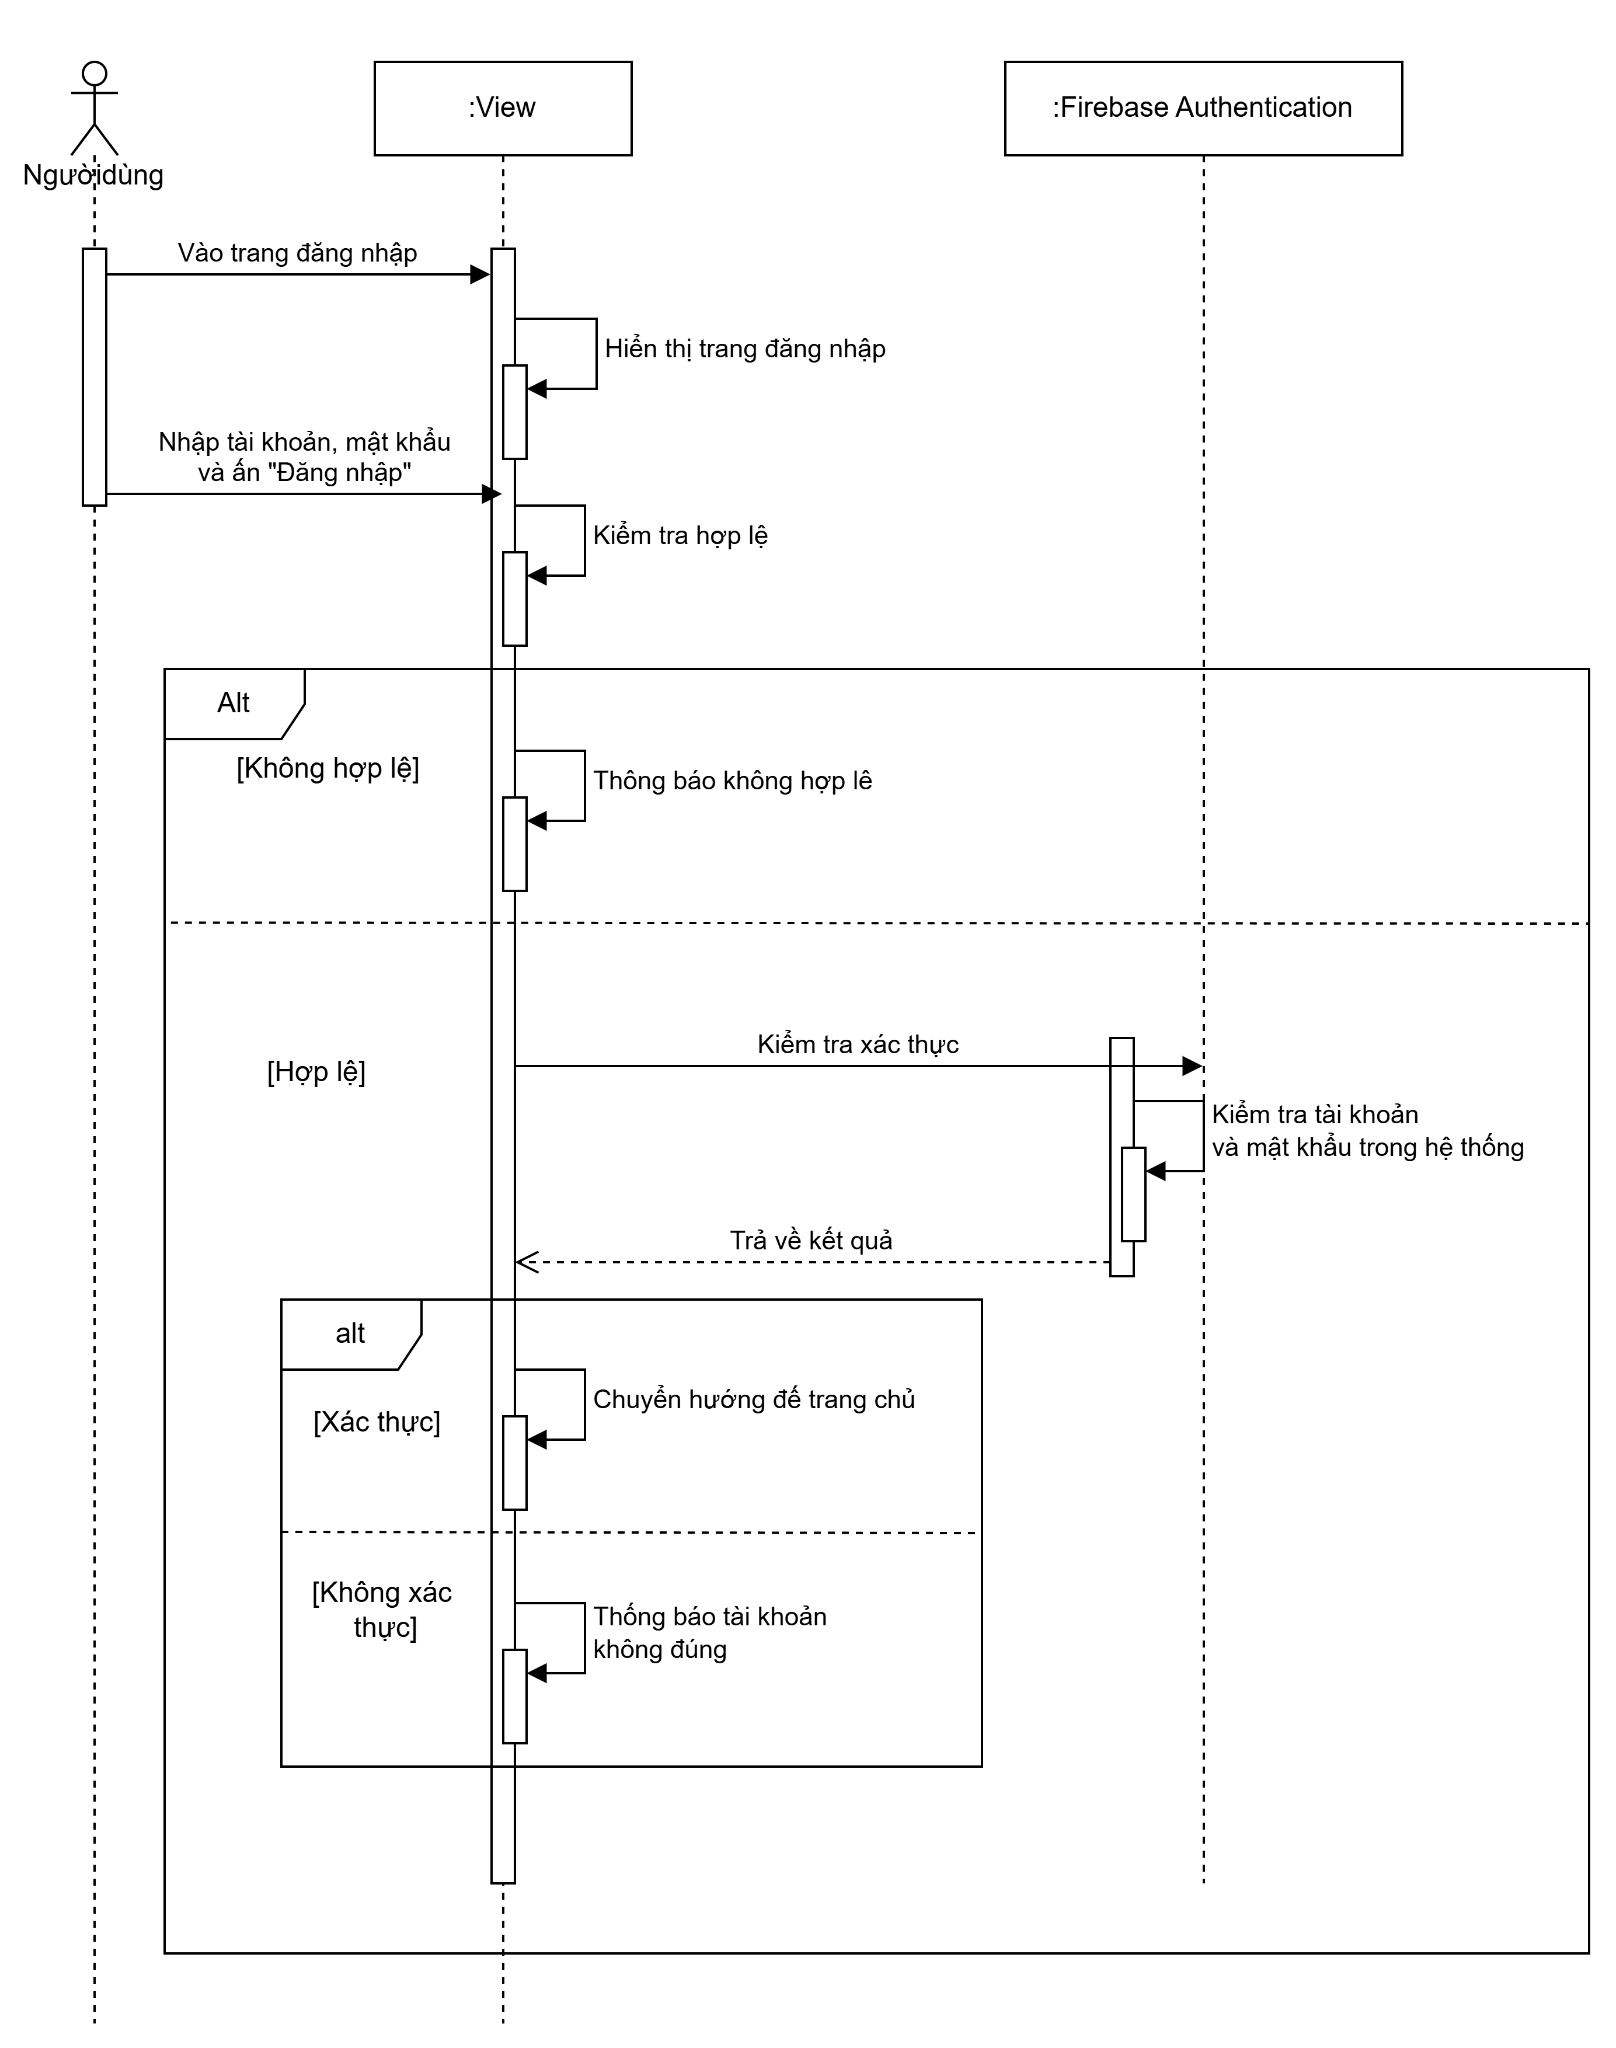 :View
:Firebase Authentication
Ngườidùng
Vào trang đăng nhập
Hiển thị trang đăng nhập
Nhập tài khoản, mật khẩu
và ấn "Đăng nhập"
Kiểm tra hợp lệ
Alt
[Không hợp lệ]
Thông báo không hợp lê
Kiểm tra xác thực
[Hợp lệ]
Kiểm tra tài khoản
và mật khẩu trong hệ thống
Trả về kết quả
alt
Chuyển hướng đế trang chủ
[Xác thực]
[Không xác
thực]
Thống báo tài khoản
không đúng